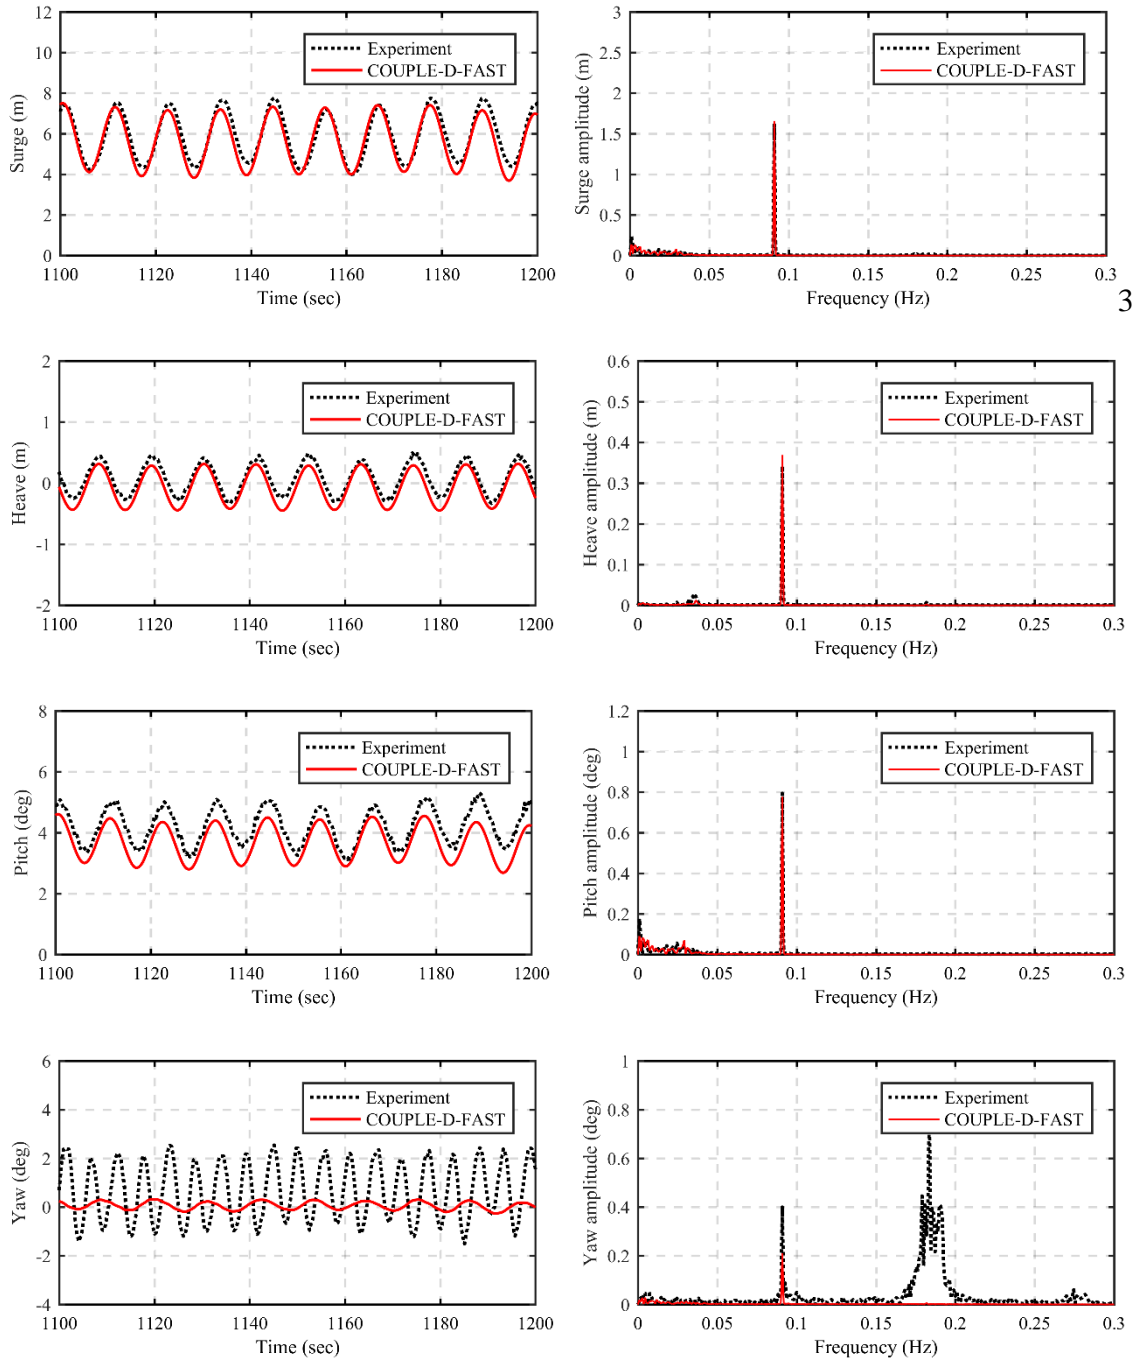 12
10
8
6
4
2
0
Surge (m)
Experiment
COUPLE-D-FAST
1100 1120 1140 1160 1180 1200
Time (sec)
3
2.5
2
1.5
1
0.5
0
Surge amplitude (m)
Experiment
COUPLE-D-FAST
0 0.05 0.1 0.15 0.2 0.25 0.3
Frequency (Hz)
3
2
1
0
-1
-2
Heave (m)
Experiment
COUPLE-D-FAST
1100 1120 1140 1160 1180 1200
Time (sec)
0.6
0.5
0.4
0.3
0.2
0.1
0
Heave amplitude (m)
Experiment
COUPLE-D-FAST
0 0.05 0.1 0.15 0.2 0.25 0.3
Frequency (Hz)
8
6
4
2
0
Pitch (deg)
Experiment
COUPLE-D-FAST
1100 1120 1140 1160 1180 1200
Time (sec)
1.2
1
0.8
0.6
0.4
0.2
0
Pitch amplitude (deg)
Experiment
COUPLE-D-FAST
0 0.05 0.1 0.15 0.2 0.25 0.3
Frequency (Hz)
6
4
2
0
-2
-4
Yaw (deg)
Experiment
COUPLE-D-FAST
1100 1120 1140 1160 1180 1200
Time (sec)
1
0.8
0.6
0.4
0.2
0
Yaw amplitude (deg)
Experiment
COUPLE-D-FAST
0 0.05 0.1 0.15 0.2 0.25 0.3
Frequency (Hz)